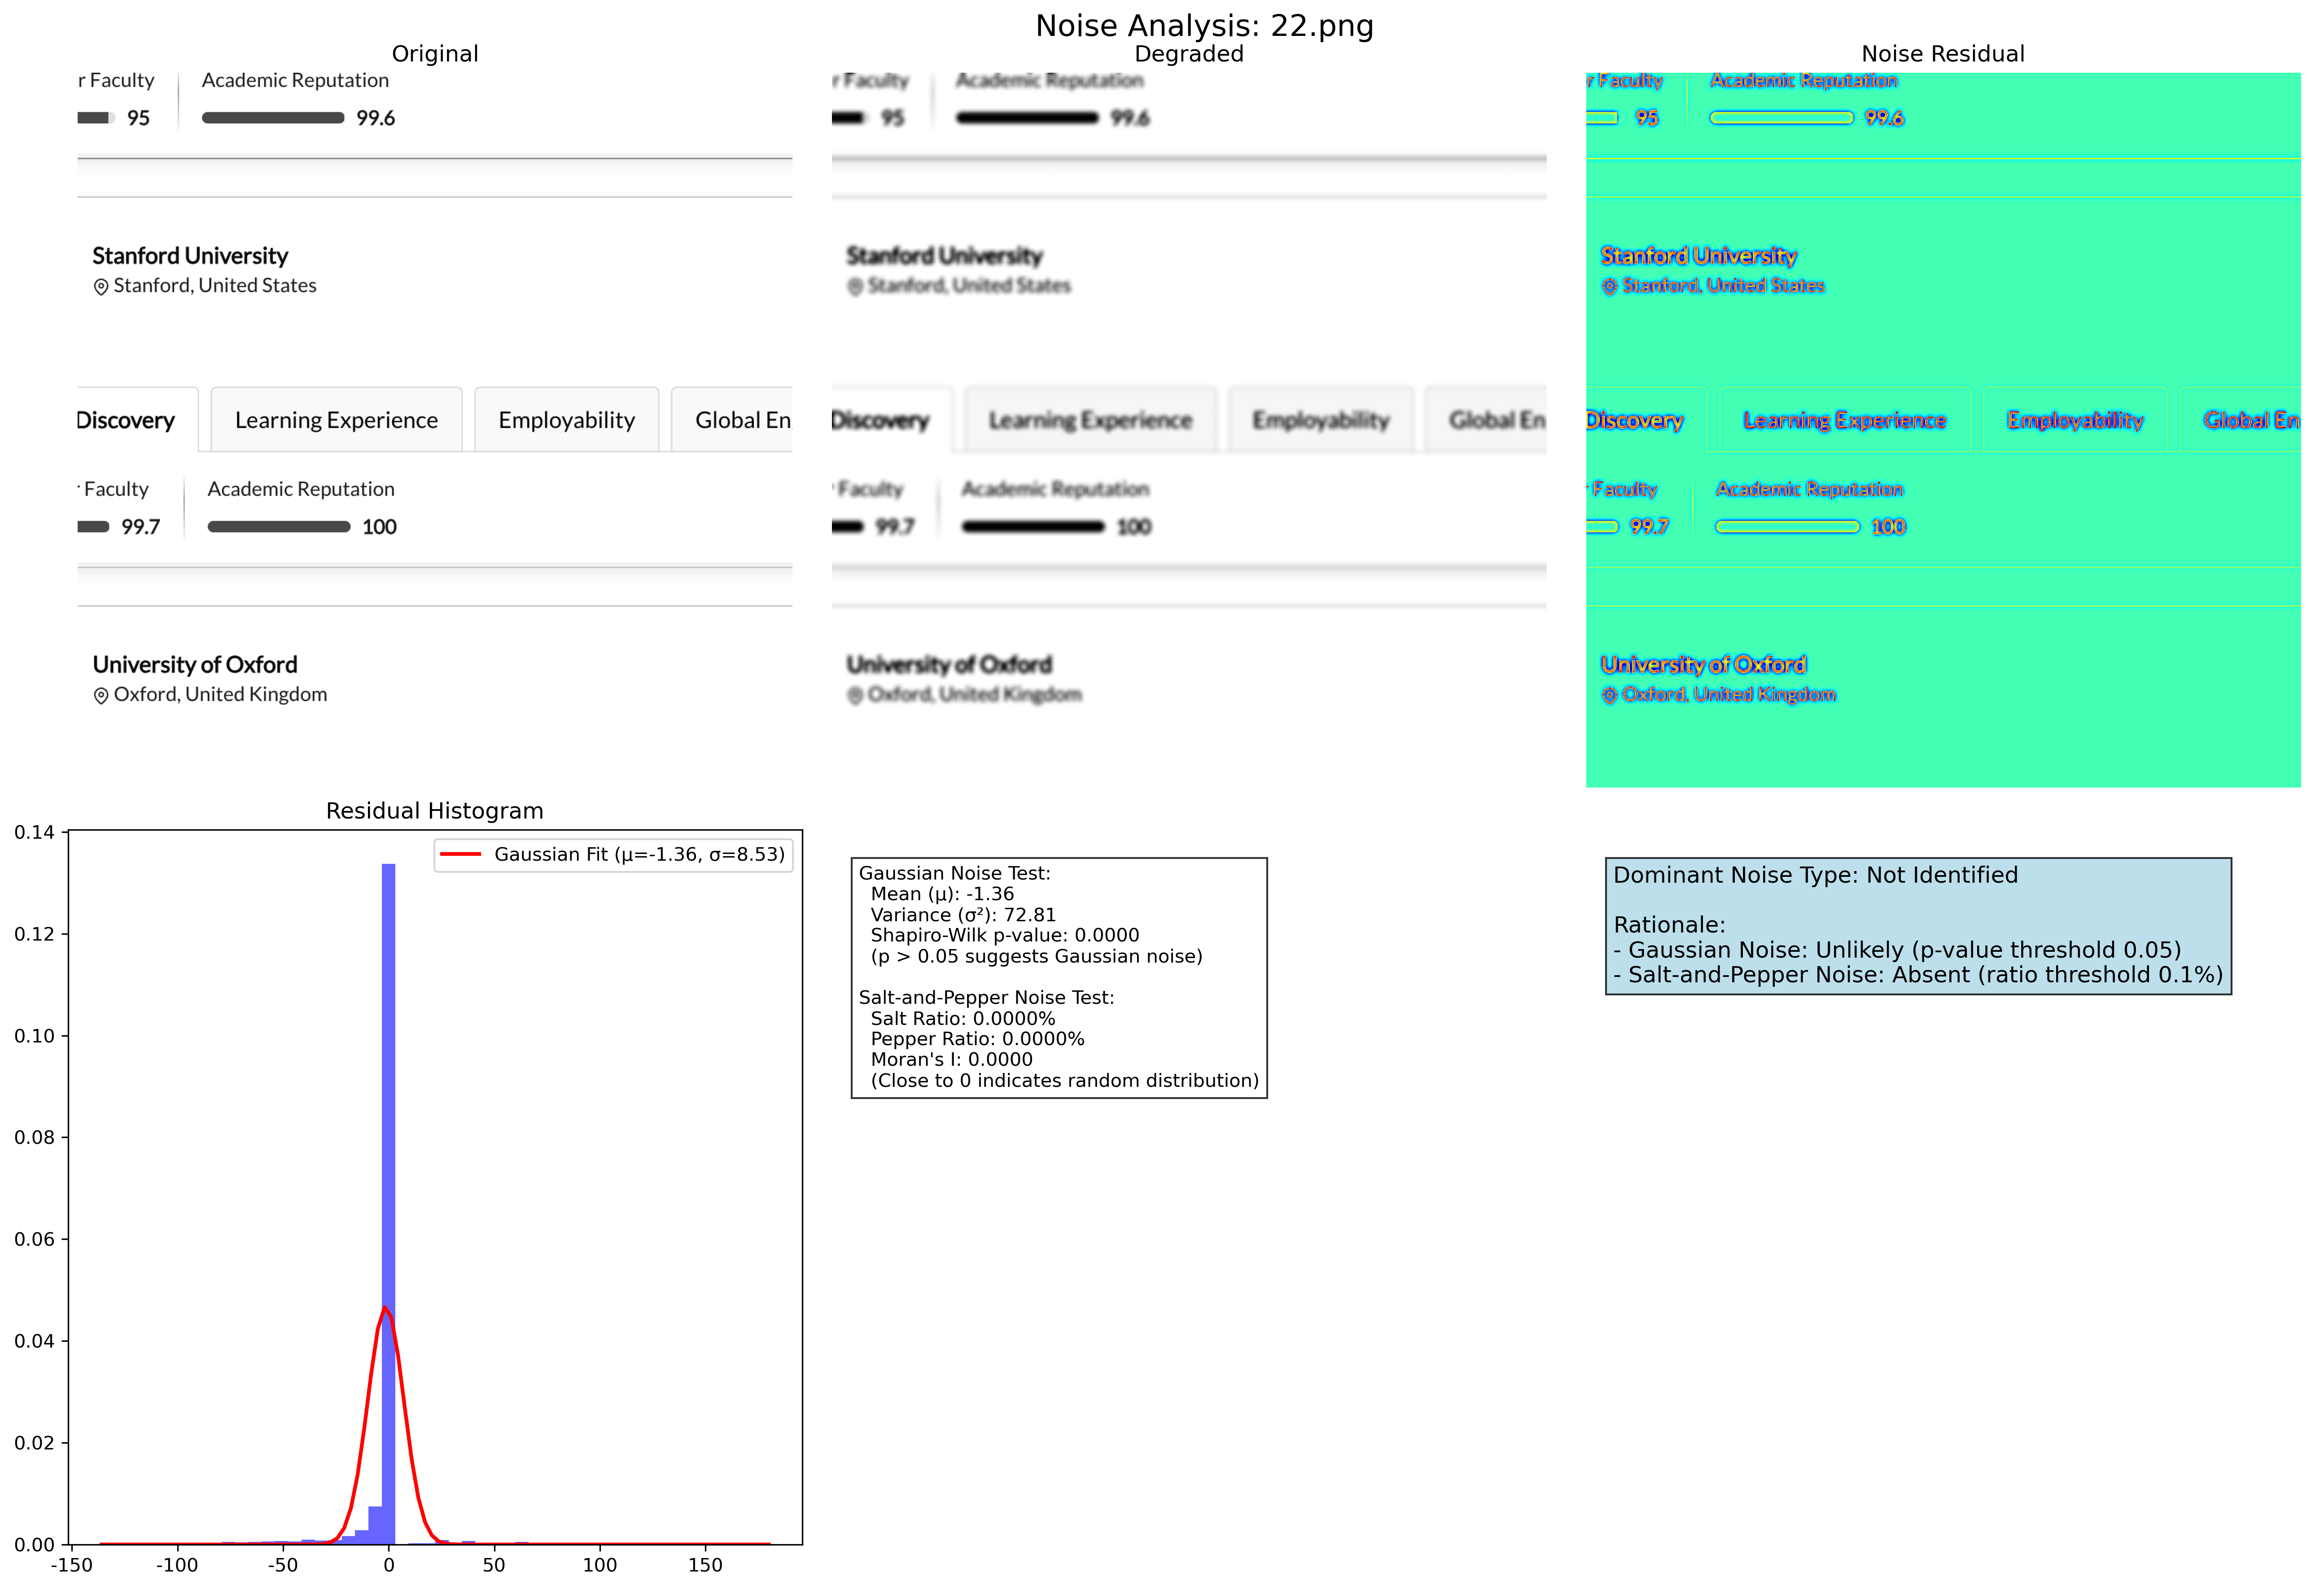 Noise Analysis: 22.png
Original
r Faculty
Academic Reputation
95
99.6
Stanford University
Stanford, United States
Discovery
Learning Experience
Employability
Global En
Faculty
Academic Reputation
99.7
100
University of Oxford
Oxford, United Kingdom
Degraded
r Faculty
Academic Reputation
95
99.6
Stanford University
Stanford, United States
Discovery
Learning Experience
Employability
Global En
Faculty
Academic Reputation
99.7
100
University of Oxford
Oxford, United Kingdom
Noise Residual
r Faculty
Academic Reputation
95
99.6
Stanford University
Stanford, United States
Discovery
Learning Experience
Employability
Global En
Faculty
Academic Reputation
99.7
100
University of Oxford
Oxford, United Kingdom
Residual Histogram
0.14
0.12
0.10
0.08
0.06
0.04
0.02
0.00
-150
-100
-50
0
50
100
150
Gaussian Fit (μ=-1.36, σ=8.53)
Gaussian Noise Test:
Mean (μ): -1.36
Variance (σ²): 72.81
Shapiro-Wilk p-value: 0.0000
(p > 0.05 suggests Gaussian noise)
Salt-and-Pepper Noise Test:
Salt Ratio: 0.0000%
Pepper Ratio: 0.0000%
Moran's I: 0.0000
(Close to 0 indicates random distribution)
Dominant Noise Type: Not Identified
Rationale:
- Gaussian Noise: Unlikely (p-value threshold 0.05)
- Salt-and-Pepper Noise: Absent (ratio threshold 0.1%)